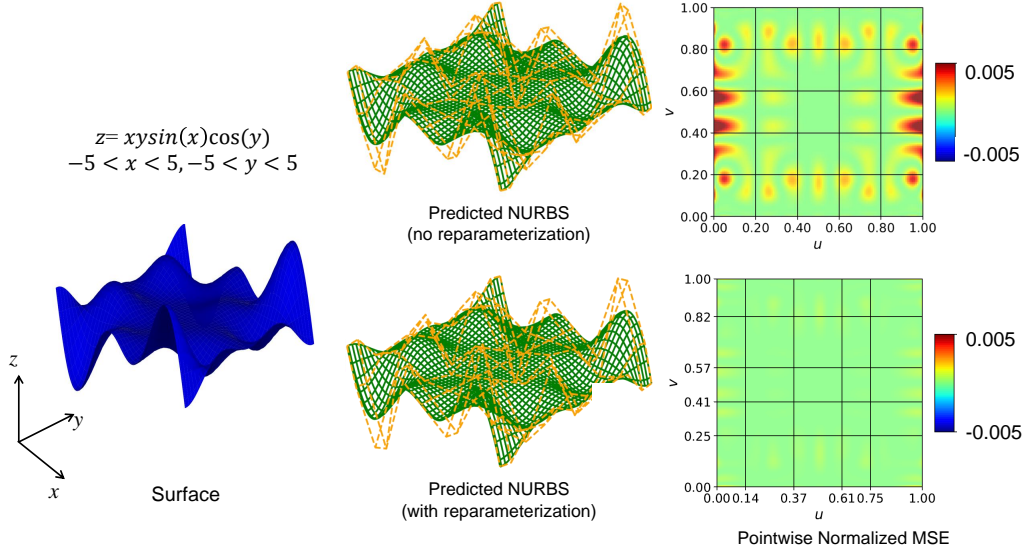 z= xysin(x)cos(y)
−5 < x < 5, −5 < y < 5
z
y
x
Surface
Predicted NURBS
(no reparameterization)
Predicted NURBS
(with reparameterization)
1.00
0.80
0.60
0.40
0.20
0.00
v
0.00 0.20 0.40 0.60 0.80 1.00
u
0.005
-0.005
1.00
0.82
0.57
0.41
0.25
0.00
v
0.00 0.14 0.37 0.61 0.75 1.00
u
0.005
-0.005
Pointwise Normalized MSE